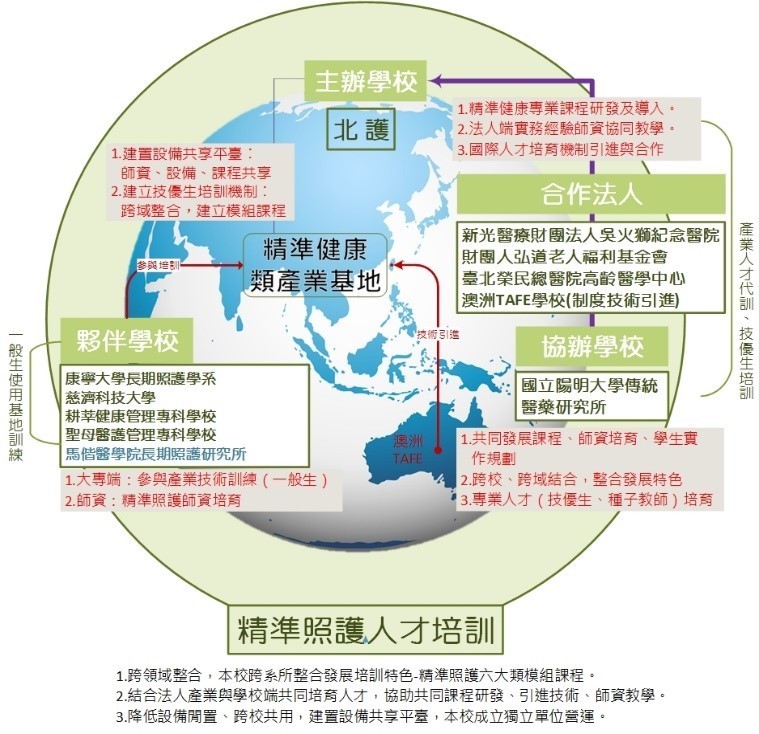 主辦學校
北護
1.精準健康專業課程研發及導入。
2.法人端實務經驗師資協同教學。
3.國際人才培育機制引進與合作
1.建置設備共享平臺：
師資、設備、課程共享
2.建立技優生培訓機制：
跨域整合，建立模組課程
合作法人
新光醫療財團法人吳火獅紀念醫院
財團人弘道老人福利基金會
臺北榮民總醫院高齡醫學中心
澳洲TAFE學校(制度技術引進)
產業人才代訓、技優生培訓
精準健康
類產業基地
參與培訓
技術引進
夥伴學校
康寧大學長期照護學系
慈濟科技大學
耕莘健康管理專科學校
聖母醫護管理專科學校
馬偕醫學院長期照護研究所
一般生使用基地訓練
1.大專端：參與產業技術訓練（一般生）
2.師資：精準照護師資培育
協辦學校
國立陽明大學傳統
醫藥研究所
澳洲
TAFE
1.共同發展課程、師資培育、學生實
作規劃
2.跨校、跨域結合，整合發展特色
3.專業人才（技優生、種子教師）培育
精準照護人才培訓
1.跨領域整合，本校跨系所整合發展培訓特色-精準照護六大類模組課程。
2.結合法人產業與學校端共同培育人才，協助共同課程研發、引進技術、師資教學。
3.降低設備閒置、跨校共用，建置設備共享平臺，本校成立獨立單位營運。